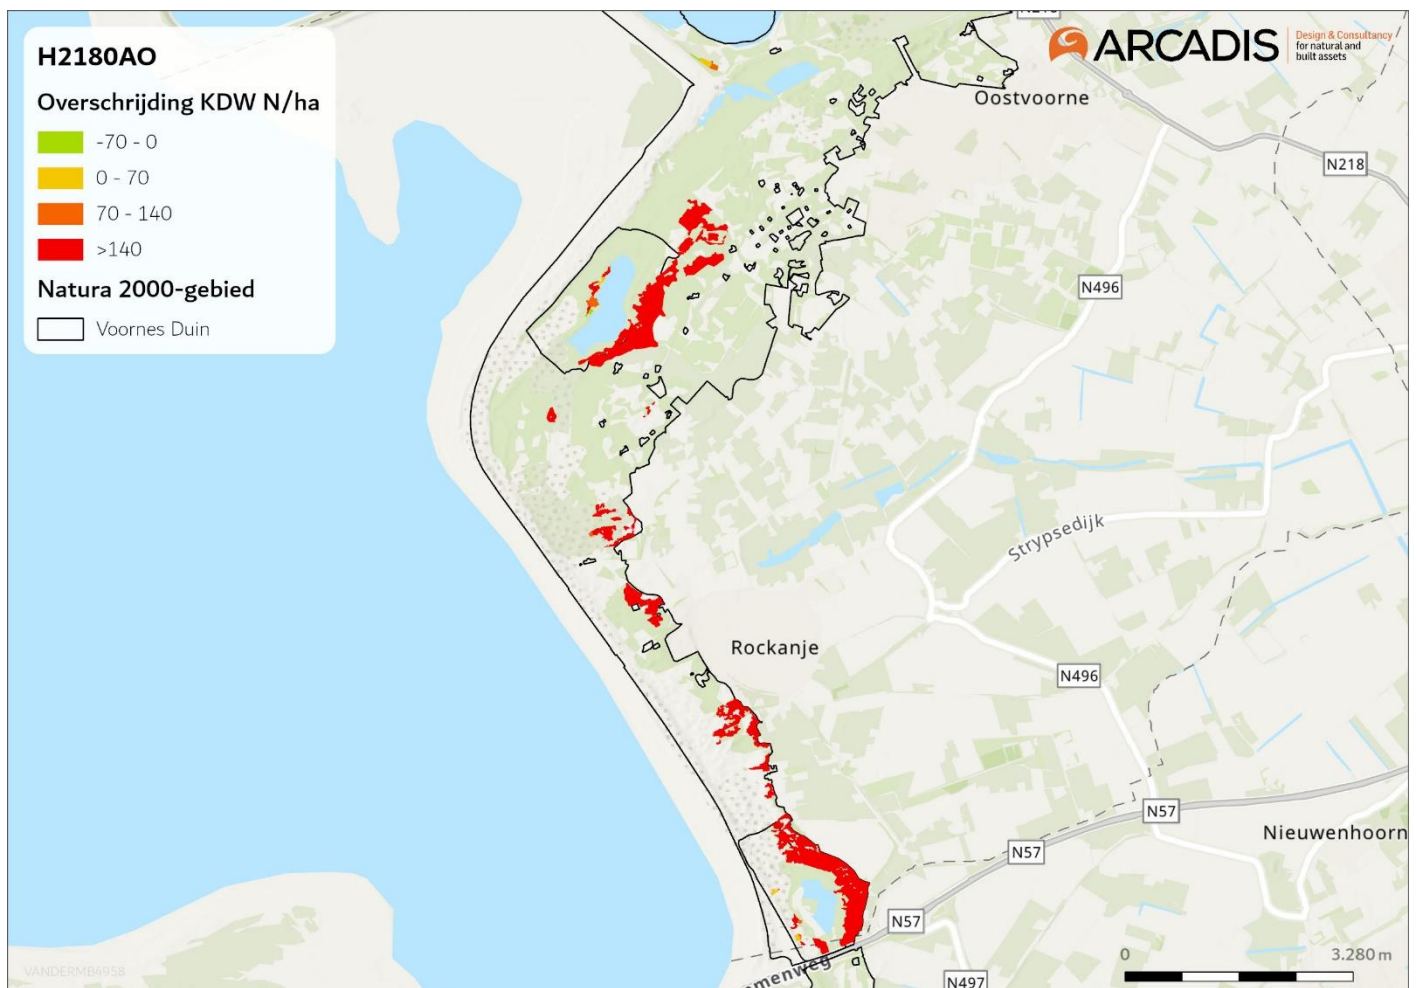 H2180AO
Overschrijding KDW N/ha
-70 - 0
0 - 70
70 - 140
>140
Natura 2000-gebied
Voornes Duin
ARCADIS
Design & Consultancy
for natural and
built assets
Oostvoorne
N218
N496
Strypsedijk
Rockanje
N496
N57
Nieuwenhoorn
N57
N57
N497
0
3.280 m
VANDERMB4958